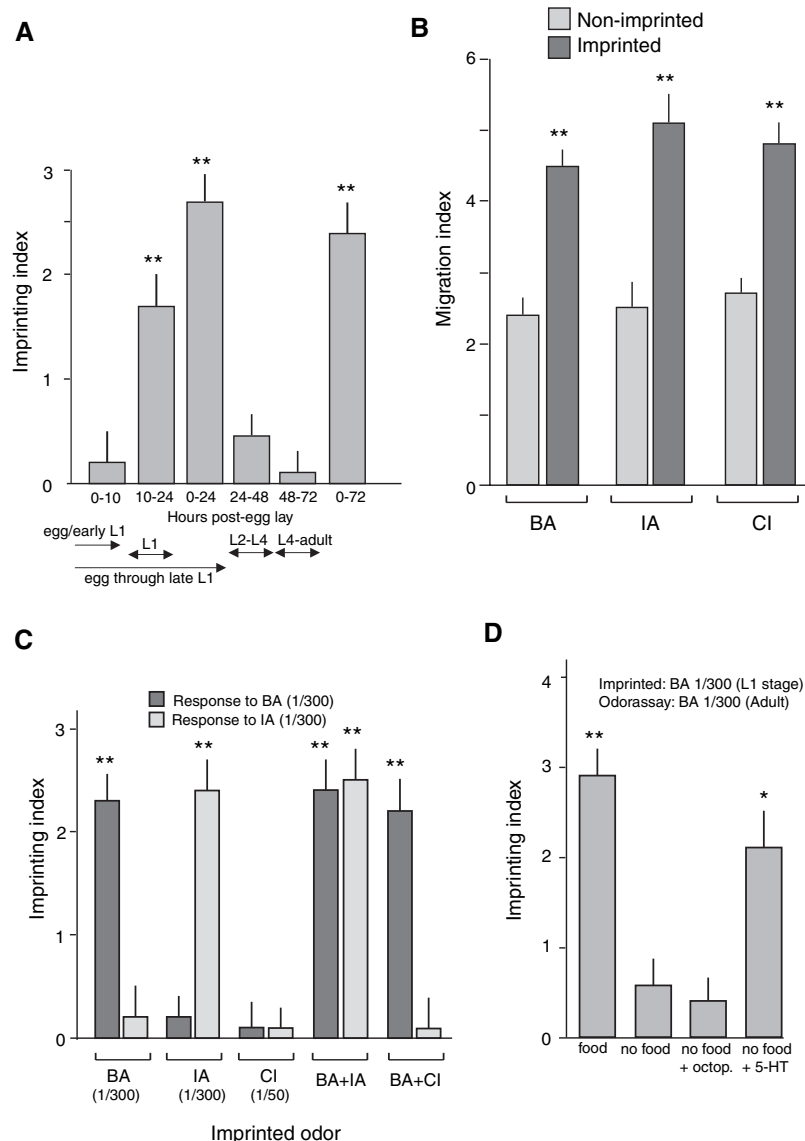 A
3
2
1
0
Imprinting index
**
**
**
0-10 10-24 0-24 24-48 48-72 0-72
Hours post-egg lay
egg/early L1
L1
L2-L4 L4-adult
egg through late L1
B
Non-imprinted
Imprinted
6
4
2
0
Migration index
**
**
**
BA IA CI
C
Response to BA (1/300)
Response to IA (1/300)
3
2
1
0
Imprinting index
**
**
** **
**
BA IA CI BA+IA BA+CI
(1/300) (1/300) (1/50)
Imprinted odor
D
Imprinted: BA 1/300 (L1 stage)
Odorassay: BA 1/300 (Adult)
4
3
2
1
0
Imprinting index
**
*
food no food no food no food
+ octop. + 5-HT